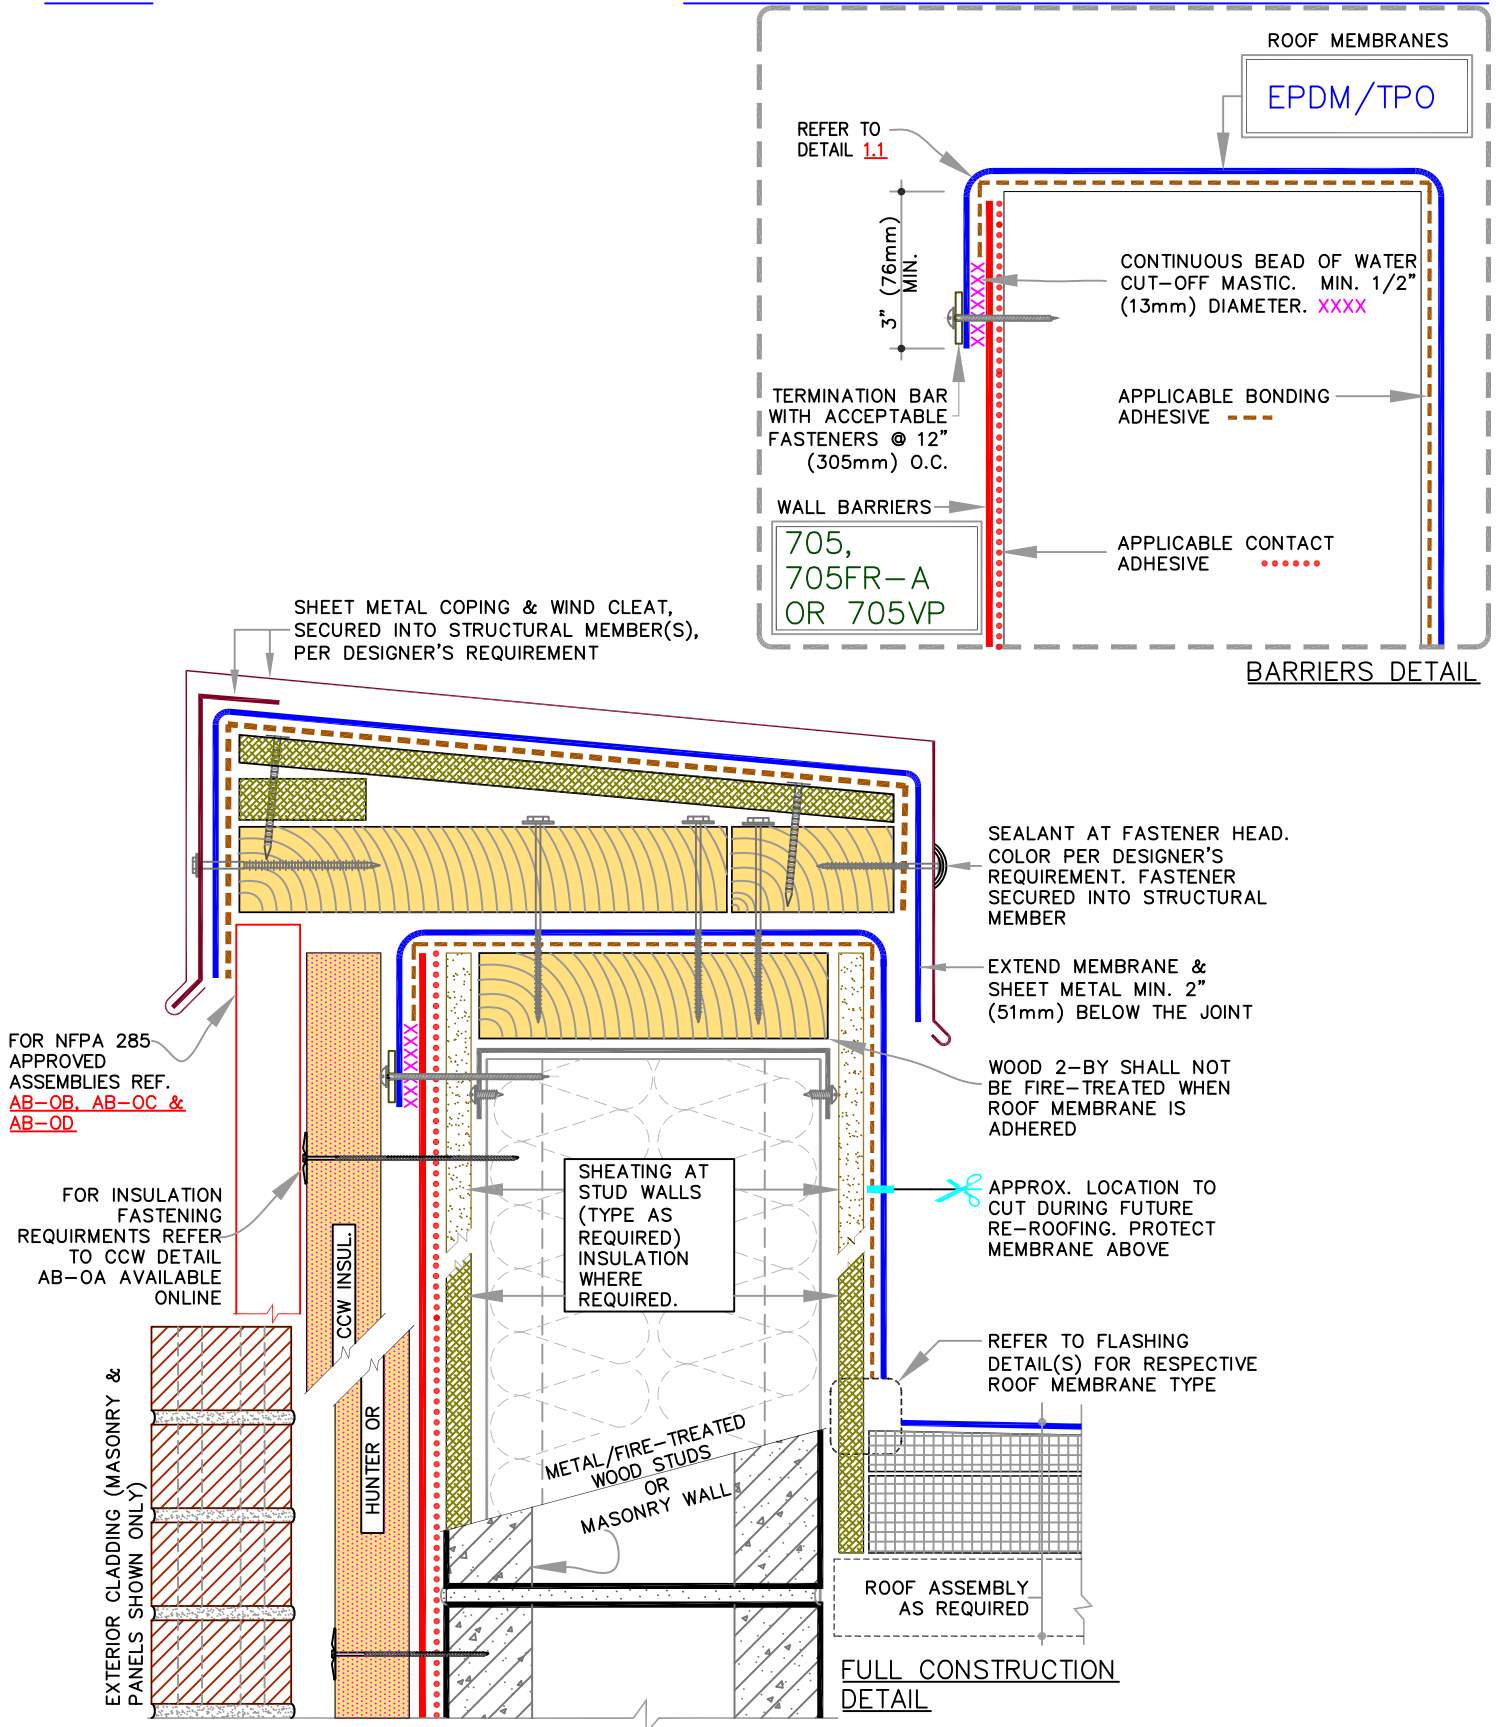 ROOF MEMBRANES
EPDM/TPO
REFER TO
DETAIL 1.1
3" (76mm)
MIN.
CONTINUOUS BEAD OF WATER
CUT-OFF MASTIC. MIN. 1/2"
(13mm) DIAMETER. XXXX
TERMINATION BAR
WITH ACCEPTABLE
FASTENERS @ 12"
(305mm) O.C.
APPLICABLE BONDING
ADHESIVE
WALL BARRIERS
705,
705FR-A
OR 705VP
APPLICABLE CONTACT
ADHESIVE
BARRIERS DETAIL
SHEET METAL COPING & WIND CLEAT,
SECURED INTO STRUCTURAL MEMBER(S),
PER DESIGNER'S REQUIREMENT
SEALANT AT FASTENER HEAD.
COLOR PER DESIGNER'S
REQUIREMENT. FASTENER
SECURED INTO STRUCTURAL
MEMBER
EXTEND MEMBRANE &
SHEET METAL MIN. 2"
(51mm) BELOW THE JOINT
FOR NFPA 285
APPROVED
ASSEMBLIES REF.
AB-OB, AB-OC &
AB-OD
WOOD 2-BY SHALL NOT
BE FIRE-TREATED WHEN
ROOF MEMBRANE IS
ADHERED
SHEATING AT
STUD WALLS
(TYPE AS
REQUIRED)
INSULATION
WHERE
REQUIRED.
FOR INSULATION
FASTENING
REQUIRMENTS REFER
TO CCW DETAIL
AB-OA AVAILABLE
ONLINE
APPROX. LOCATION TO
CUT DURING FUTURE
RE-ROOFING. PROTECT
MEMBRANE ABOVE
CCW INSUL.
HUNTER OR
REFER TO FLASHING
DETAIL(S) FOR RESPECTIVE
ROOF MEMBRANE TYPE
METAL/FIRE-TREATED
WOOD STUDS
OR
MASONRY WALL
EXTERIOR CLADDING (MASONRY &
PANELS SHOWN ONLY)
ROOF ASSEMBLY
AS REQUIRED
FULL CONSTRUCTION
DETAIL